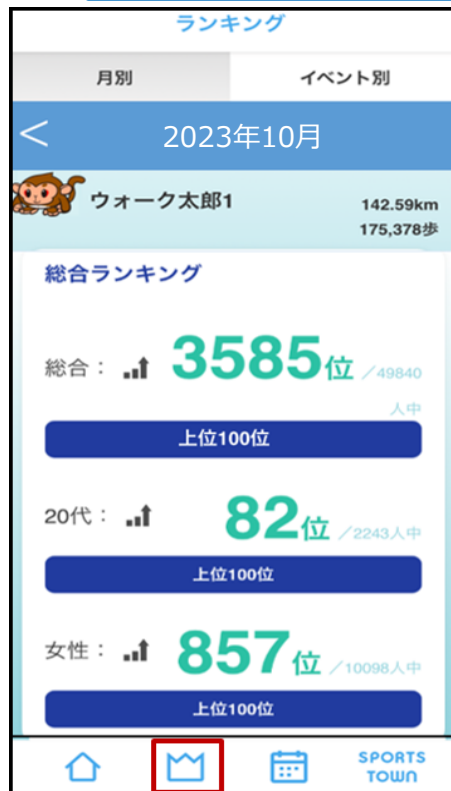 ランキング
月別 イベント別
< 2023年10月
ウォーク太郎1 142.59km
175,378歩
総合ランキング
総合： 3585位 ／49840
人中
上位100位
20代： 82位 ／2243人中
上位100位
女性： 857位 ／10098人中
上位100位
SPORTS
TOWN